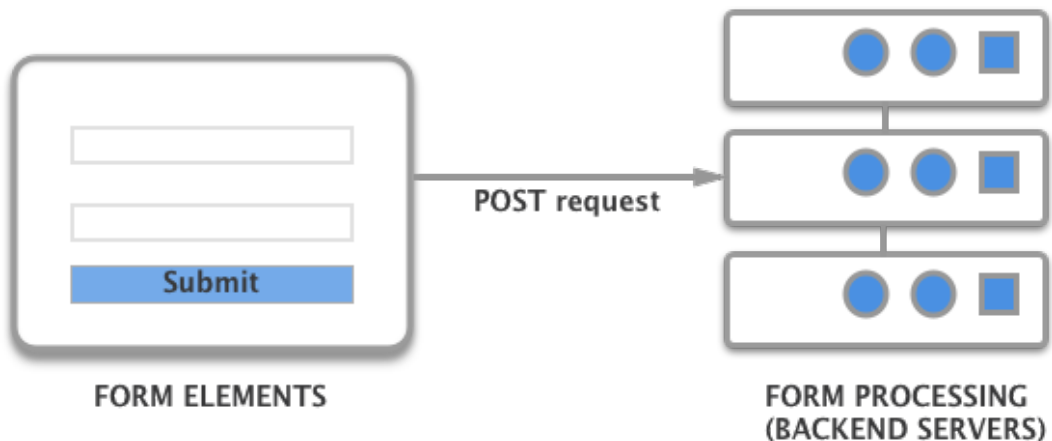 POST request
Submit
FORM ELEMENTS
FORM PROCESSING
(BACKEND SERVERS)